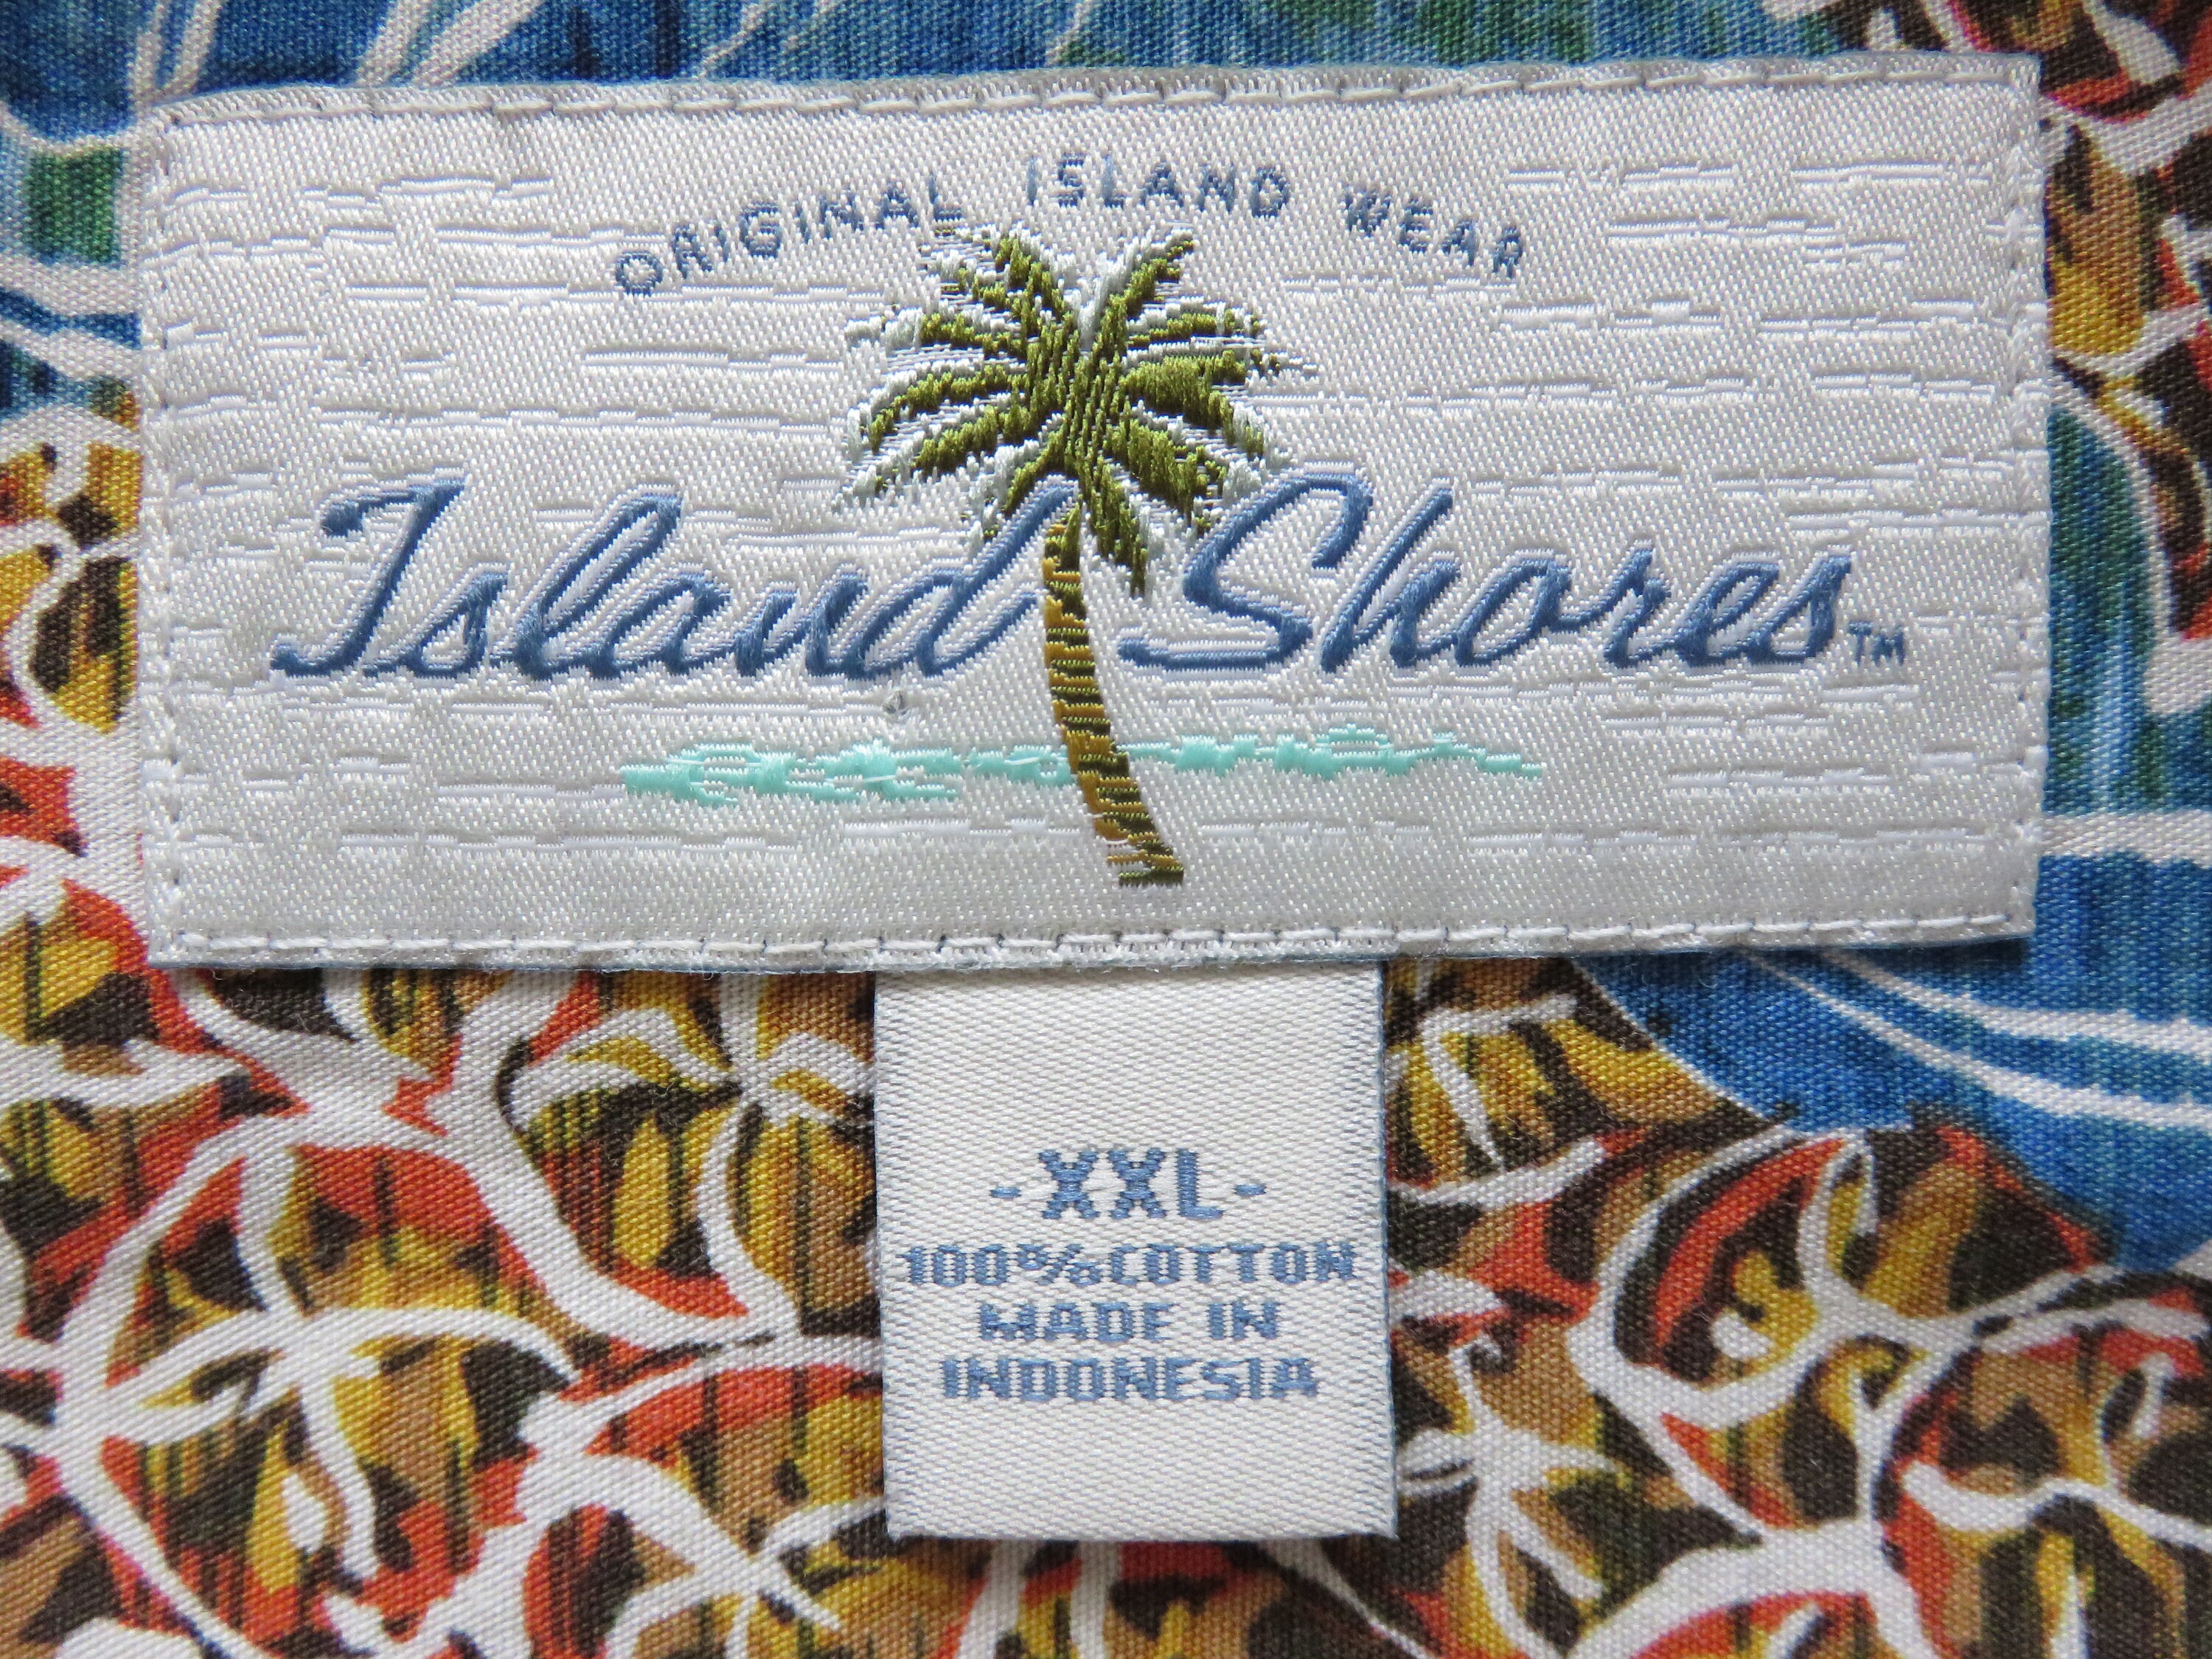 ORIGINAL ISLAND WEAR
Island Shores™
-XXL-
100%COTTON
MADE IN
INDONESIA